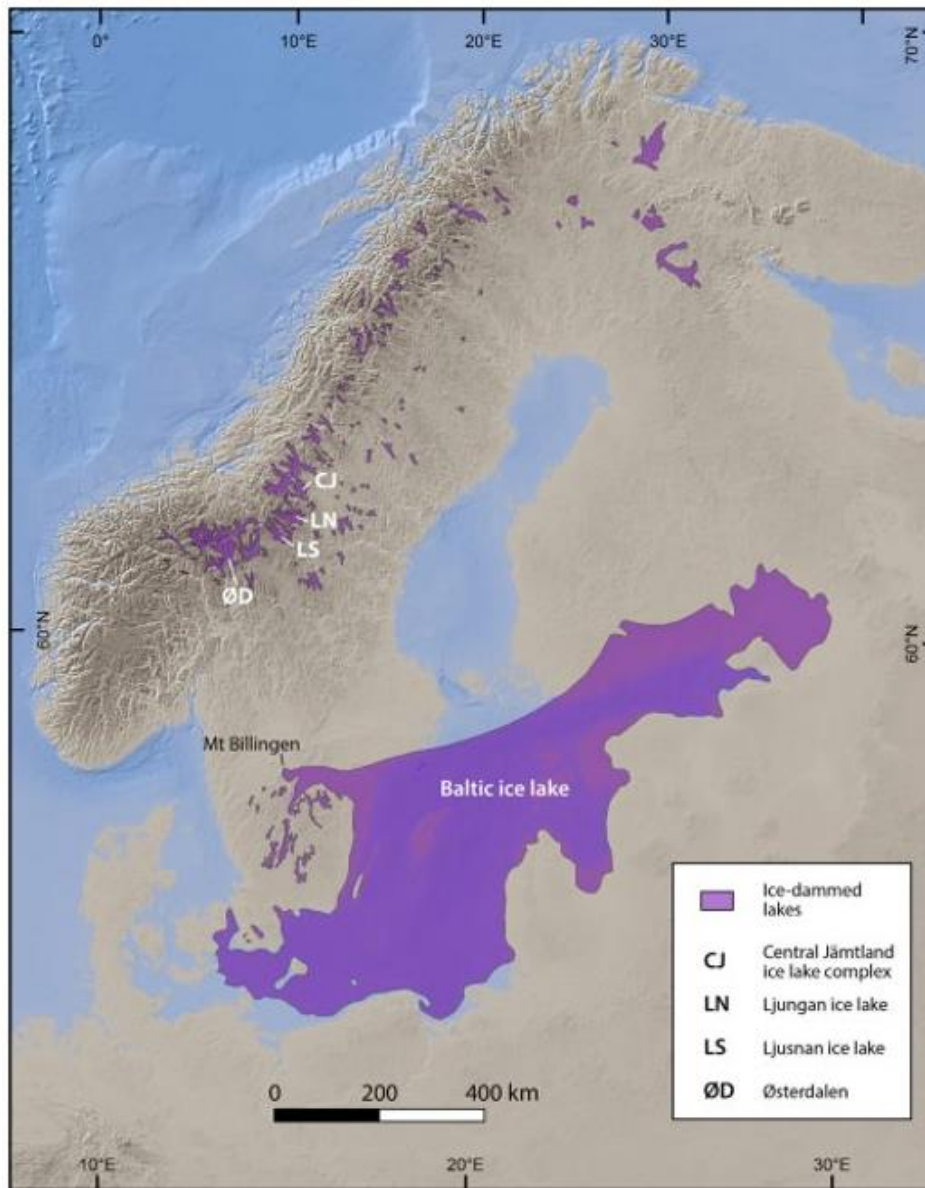 0°
10°E
20°E
30°E
70°N
CJ
LN
LS
ØD
60°N
60°N
Mt Billingen
Baltic ice lake
Ice-dammed
lakes
CJ
Central Jämtland
ice lake complex
LN
Ljungan ice lake
LS
Ljusnan ice lake
ØD
Østerdalen
0
200
400 km
10°E
20°E
30°E